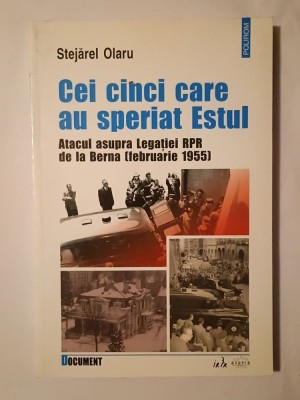 Stejărel Olaru
POLIROM
Cei cinci care
au speriat Estul
Atacul asupra Legației RPR
de la Berna (februarie 1955)
DOCUMENT